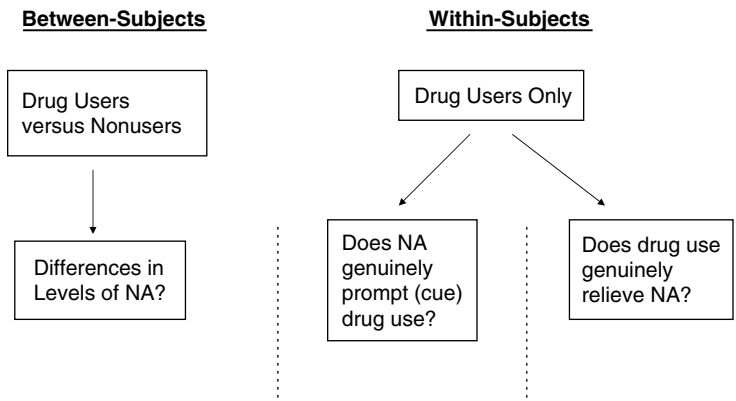 Between-Subjects
Within-Subjects
Drug Users
versus Nonusers
Drug Users Only
Differences in
Levels of NA?
Does NA
genuinely
prompt (cue)
drug use?
Does drug use
genuinely
relieve NA?